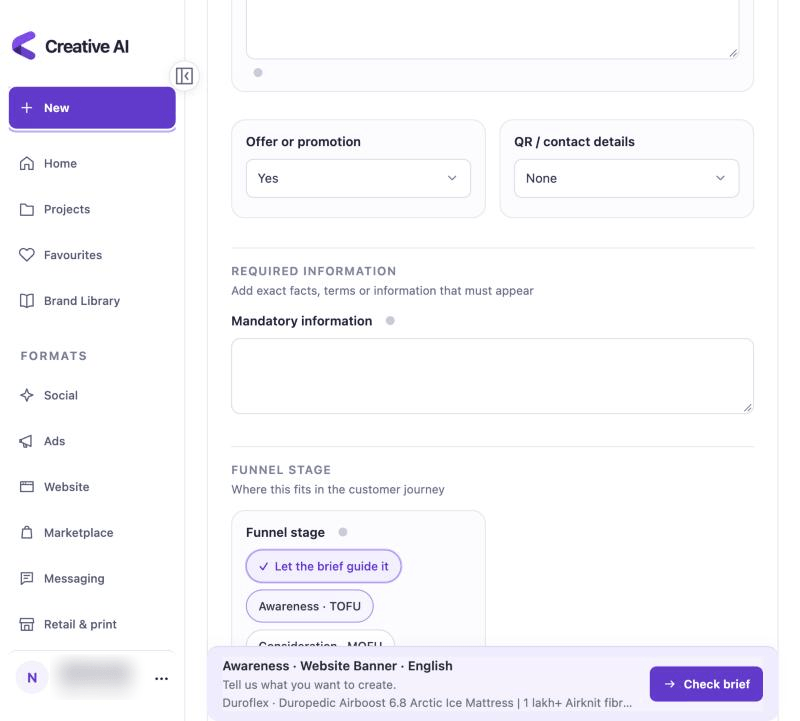 Creative AI
New
Home
Projects
Favourites
Brand Library
FORMATS
Social
Ads
Website
Marketplace
Messaging
Retail & print
N
Offer or promotion
Yes
QR / contact details
None
REQUIRED INFORMATION
Add exact facts, terms or information that must appear
Mandatory information
FUNNEL STAGE
Where this fits in the customer journey
Funnel stage
✓ Let the brief guide it
Awareness · TOFU
Consideration · MOFU
Awareness · Website Banner · English
Tell us what you want to create.
Duroflex · Duropedic Airboost 6.8 Arctic Ice Mattress | 1 lakh+ Airknit fibr...
→ Check brief